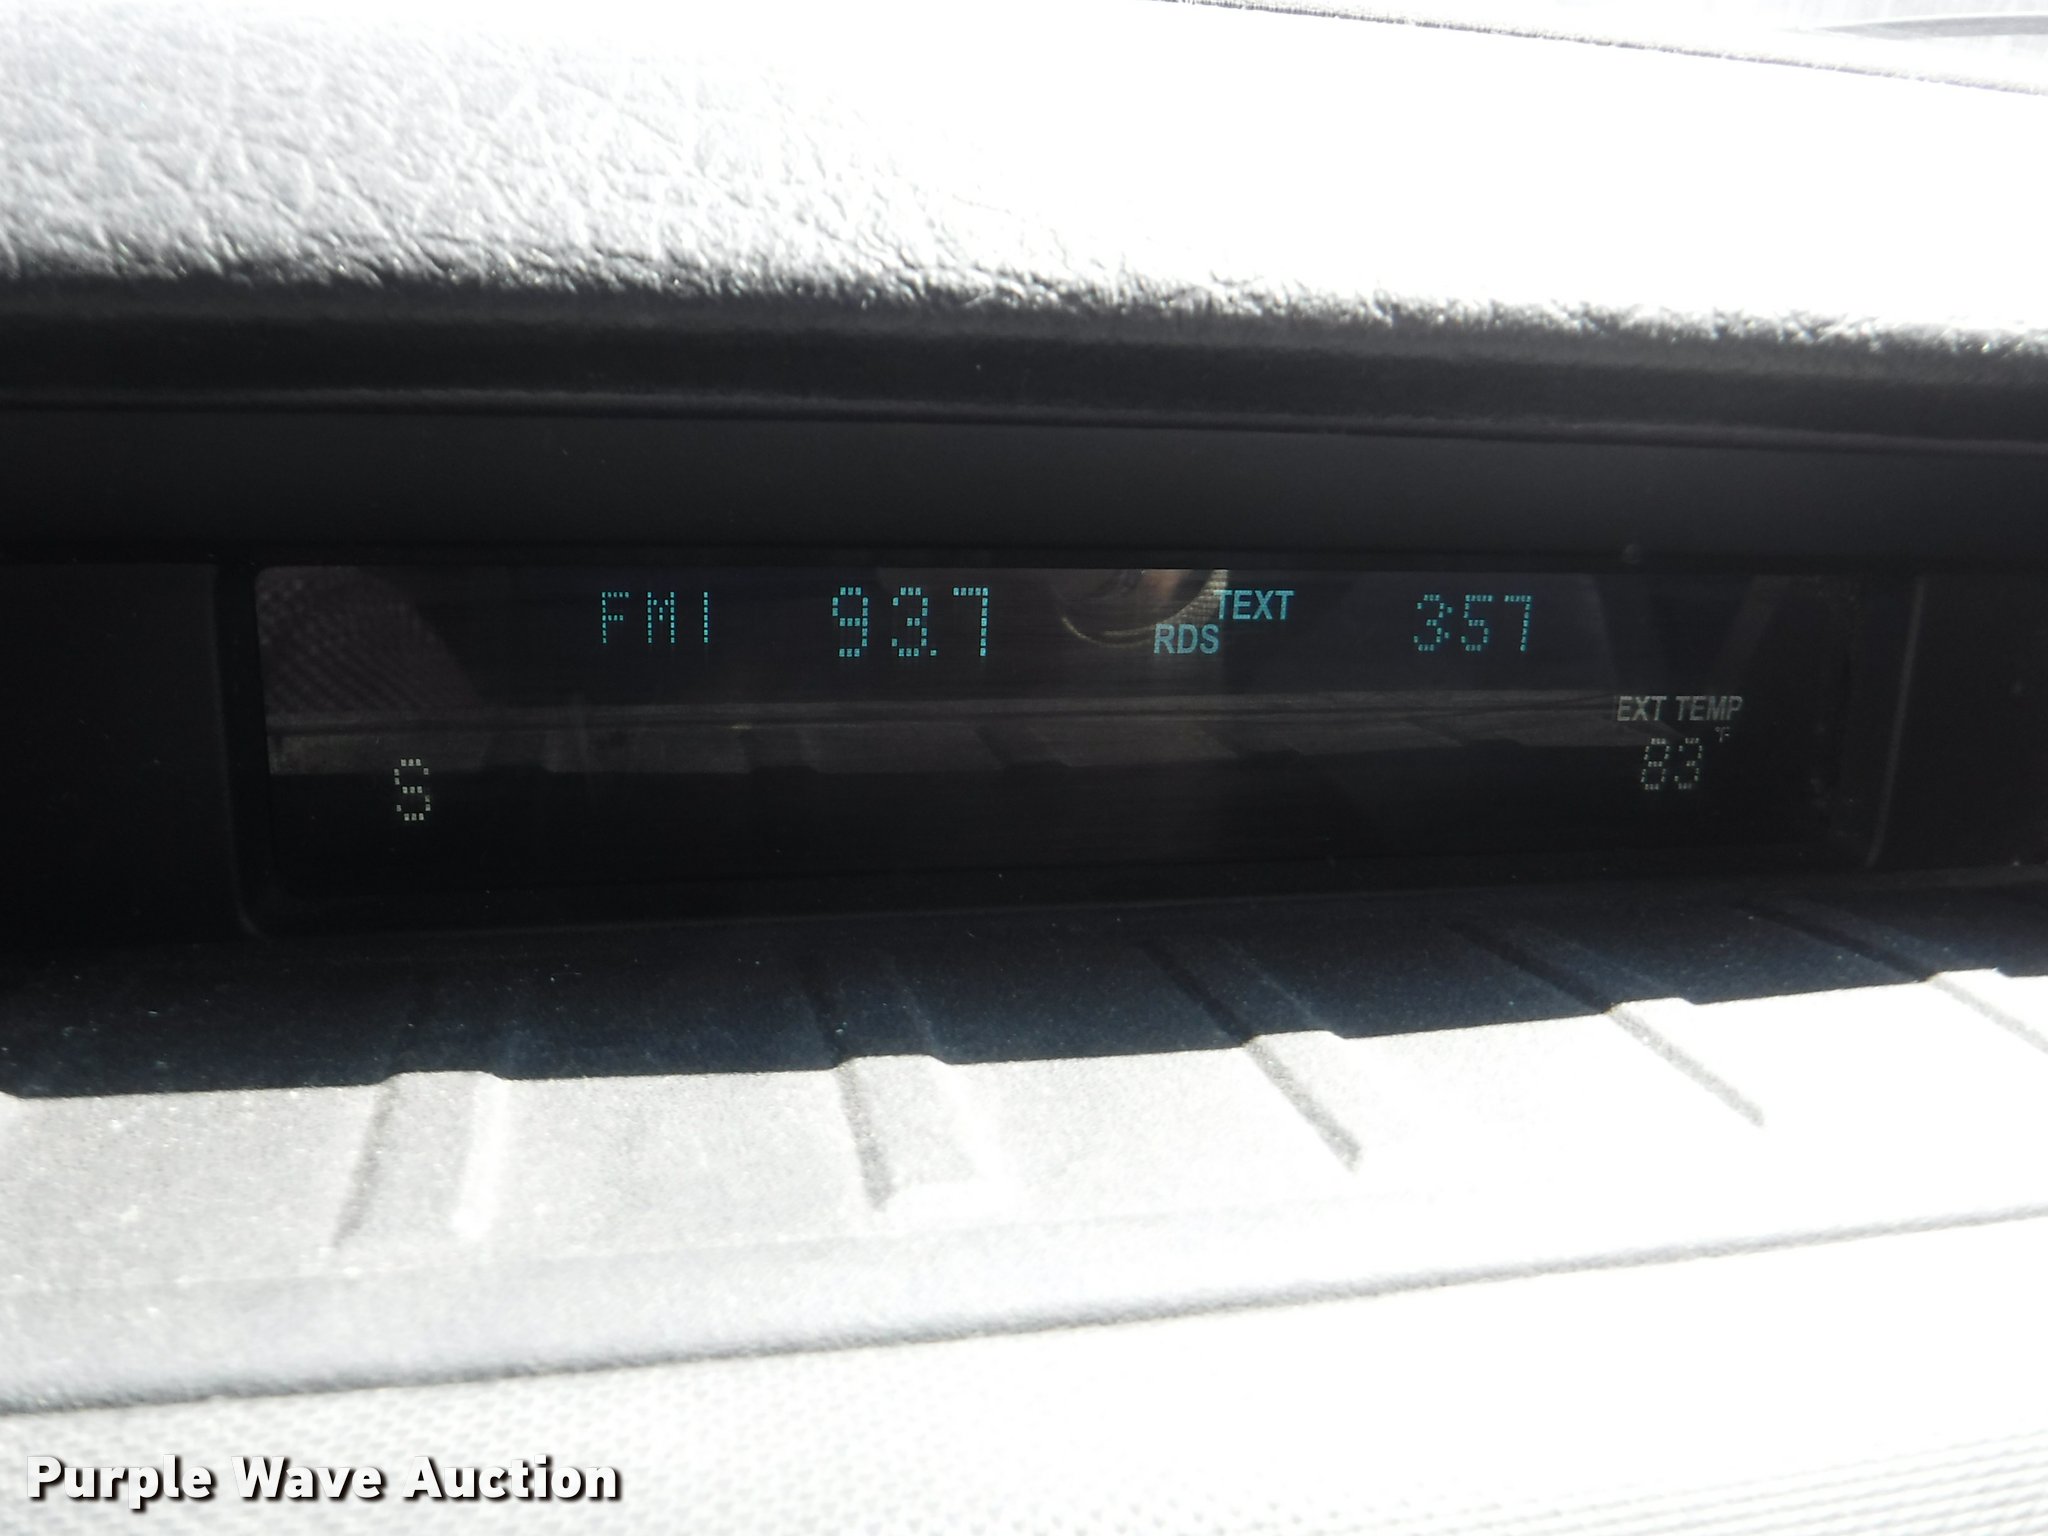 FM1 93.7 TEXT 3:57
RDS
EXT TEMP
°F
S 83
Purple Wave Auction